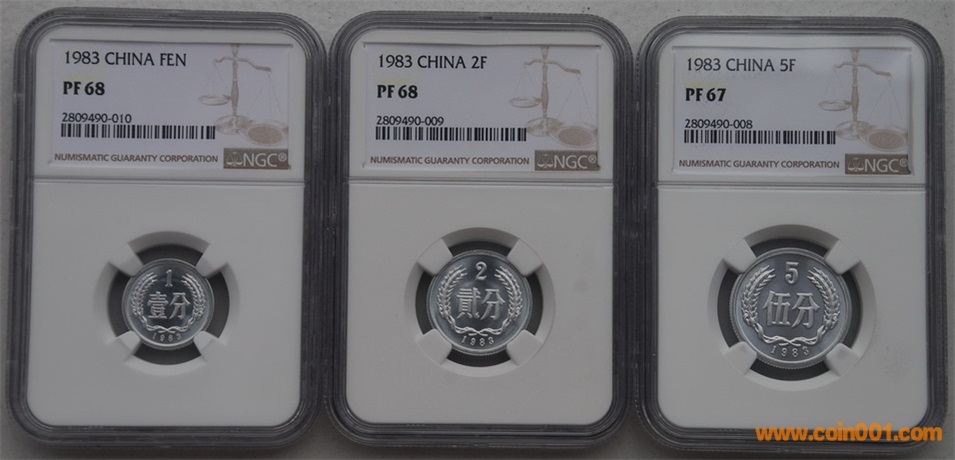 1983 CHINA FEN
PF 68
2809490-010
NUMISMATIC GUARANTY CORPORATION NGC®
1
壹分
1983
1983 CHINA 2F
PF 68
2809490-009
NUMISMATIC GUARANTY CORPORATION NGC®
2
貳分
1983
1983 CHINA 5F
PF 67
2809490-008
NUMISMATIC GUARANTY CORPORATION NGC®
5
伍分
1983
www.coin001.com